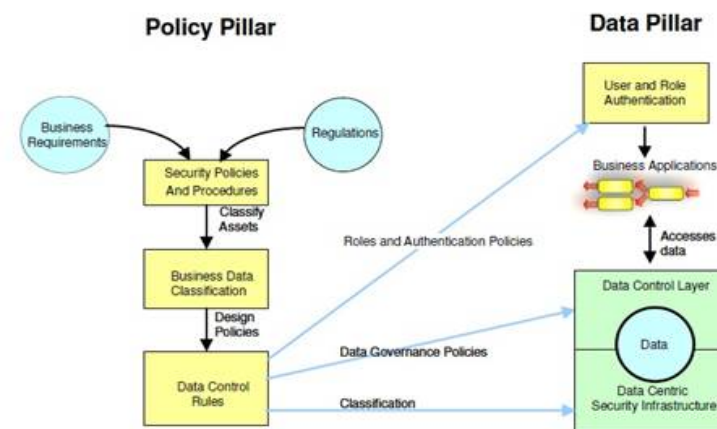 Policy Pillar
Data Pillar
Business
Requirements
Regulations
User and Role
Authentication
Security Policies
And Procedures
Business Applications
Classify
Assets
Roles and Authentication Policies
Accesses
data
Business Data
Classification
Data Control Layer
Design
Policies
Data Governance Policies
Data
Data Control
Rules
Classification
Data Centric
Security Infrastructure